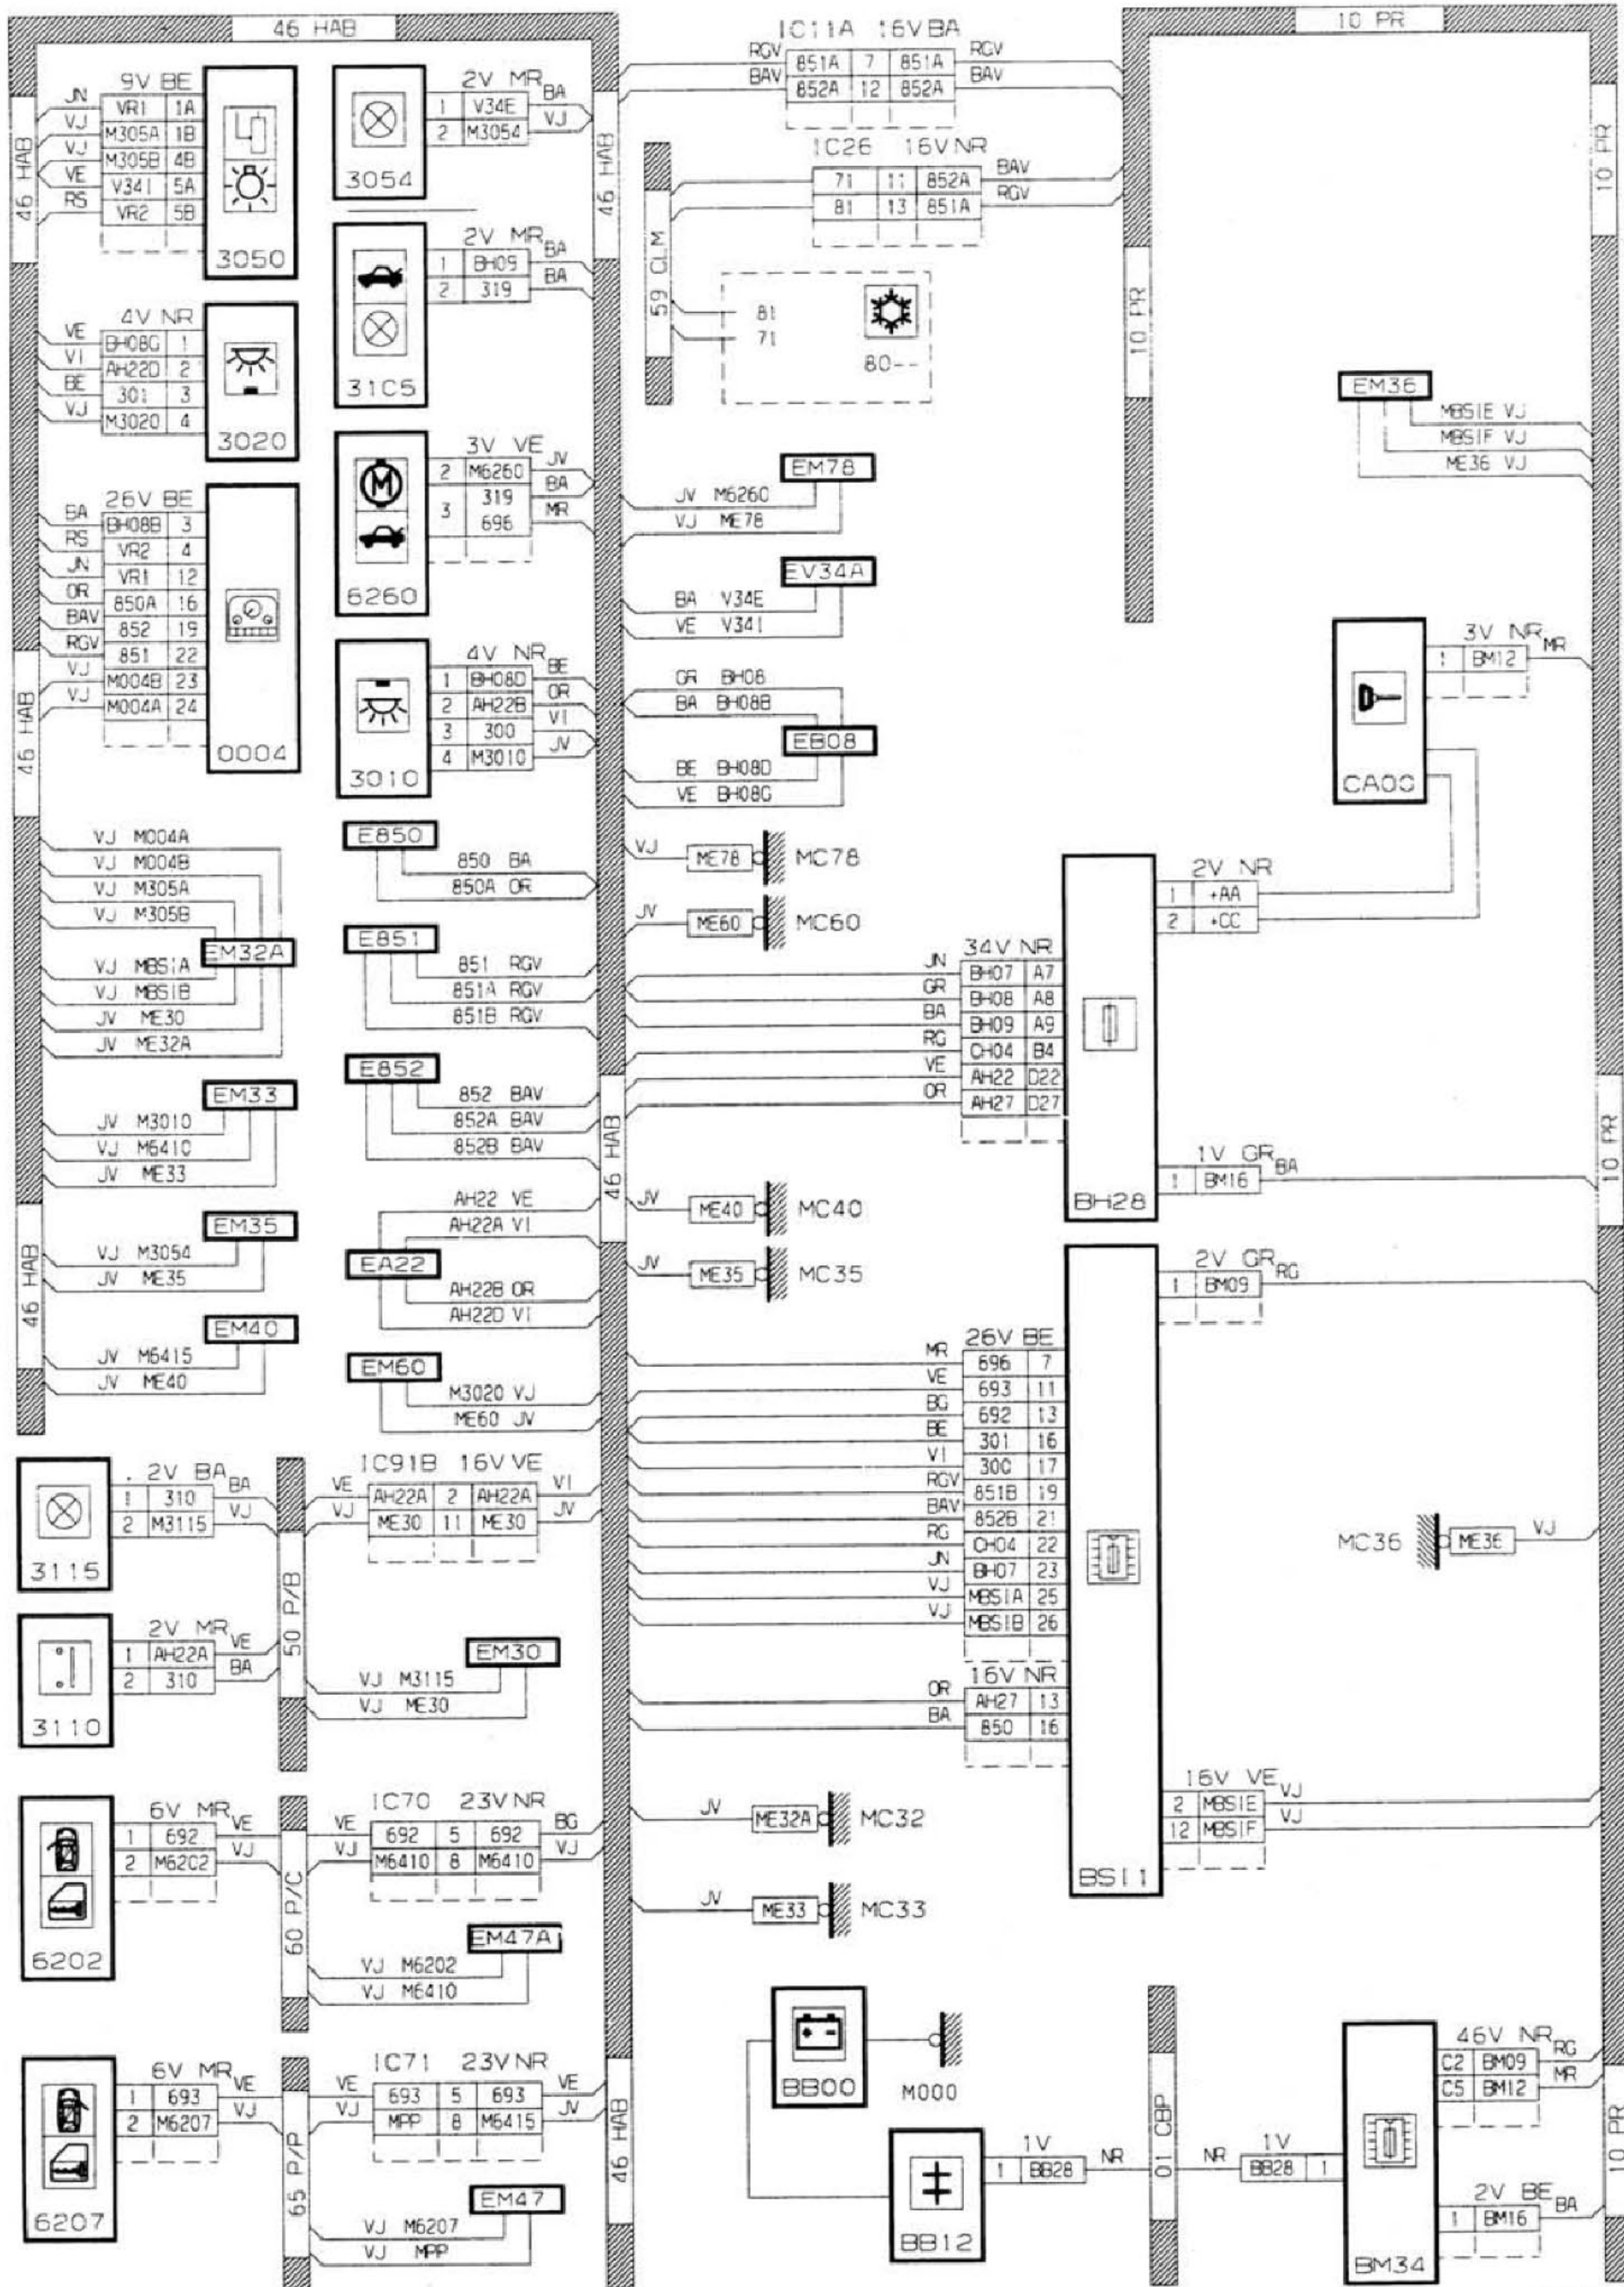 46 HAB
10 PR
46 HAB
9V BE
JN VR1 1A
VJ M305A 1B
VJ M305B 4B
VE V341 5A
RS VR2 5B
3050
2V MR
1 V34E BA
2 M3054 VJ
3054
46 HAB
2V MR
1 BH09 BA
2 319 BA
31C5
4V NR
VE BH08G 1
VI AH22D 2
BE 301 3
VJ M3020 4
3020
3V VE
2 M6260 JV
3 319 BA
696 MR
6260
26V BE
BA BH08B 3
RS VR2 4
JN VR1 12
OR 850A 16
BAV 852 19
RGV 851 22
VJ M004B 23
VJ M004A 24
0004
46 HAB
4V NR
1 BH08D BE
2 AH22B OR
3 300 VI
4 M3010 JV
3010
VJ M004A
VJ M004B
VJ M305A
VJ M305B
EM32A
VJ MBSIA
VJ MBSIB
JV ME30
JV ME32A
E850
850 BA
850A OR
E851
851 RGV
851A RGV
851B RGV
E852
852 BAV
852A BAV
852B BAV
EM33
JV M3010
VJ M6410
JV ME33
AH22 VE
AH22A VI
EA22
AH22B OR
AH22D VI
46 HAB
EM35
VJ M3054
JV ME35
EM40
JV M6415
JV ME40
EM60
M3020 VJ
ME60 JV
46 HAB
2V BA
1 310 BA
2 M3115 VJ
3115
50 P/B
IC91B 16V VE
VE AH22A 2 AH22A VI
VJ ME30 11 ME30 JV
2V MR
1 AH22A VE
2 310 BA
3110
EM30
VJ M3115
VJ ME30
6V MR
1 692 VE
2 M6202 VJ
6202
60 P/C
IC70 23V NR
VE 692 5 692 BG
VJ M6410 8 M6410 VJ
EM47A
VJ M6202
VJ M6410
6V MR
1 693 VE
2 M6207 VJ
6207
65 P/P
IC71 23V NR
VE 693 5 693 VE
VJ MPP 8 M6415 JV
EM47
VJ M6207
VJ MPP
46 HAB
IC11A 16V BA
RGV 851A 7 851A RGV
BAV 852A 12 852A BAV
IC26 16V NR
71 11 852A BAV
81 13 851A RGV
59 CLM
81
71
80--
EM78
JV M6260
VJ ME78
EV34A
BA V34E
VE V341
GR BH08
BA BH08B
EB08
BE BH08D
VE BH08G
VJ ME78 MC78
JV ME60 MC60
34V NR
JN BH07 A7
GR BH08 A8
BA BH09 A9
RG CH04 B4
VE AH22 D22
OR AH27 D27
2V NR
1 +AA
2 +CC
1V GR
1 BM16 BA
BH28
JV ME40 MC40
JV ME35 MC35
2V GR
1 BM09 RG
26V BE
MR 696 7
VE 693 11
BG 692 13
BE 301 16
VI 300 17
RGV 851B 19
BAV 852B 21
RG CH04 22
JN BH07 23
VJ MBSIA 25
VJ MBSIB 26
16V NR
OR AH27 13
BA 850 16
16V VE
2 MBSIE VJ
12 MBSIF VJ
BSI1
JV ME32A MC32
JV ME33 MC33
BB00
M000
BB12
1V
1 BB28 NR
01 CBP
1V
NR BB28 1
46V NR
C2 BM09 RG
C5 BM12 MR
2V BE
1 BM16 BA
BM34
10 PR
10 PR
EM36
MBSIE VJ
MBSIF VJ
ME36 VJ
3V NR
1 BM12 MR
CA00
10 PR
MC36 ME36 VJ
10 PR